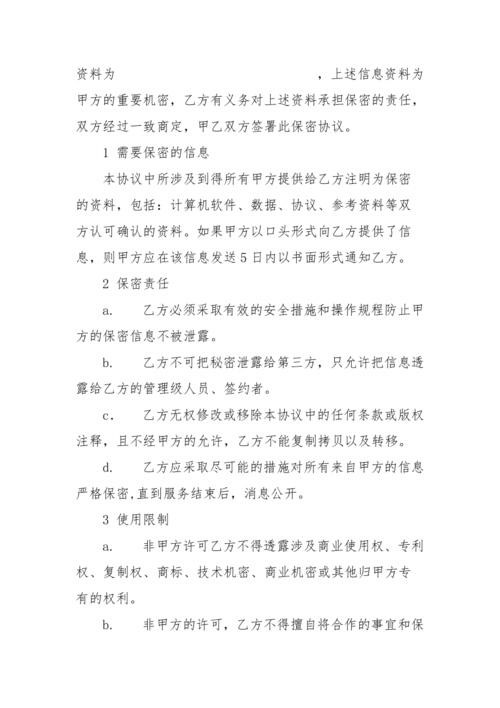 资料为　　　　　　　　　　　　，上述信息资料为
甲方的重要机密，乙方有义务对上述资料承担保密的责任，
双方经过一致商定，甲乙双方签署此保密协议。
1 需要保密的信息
本协议中所涉及到得所有甲方提供给乙方注明为保密
的资料，包括：计算机软件、数据、协议、参考资料等双
方认可确认的资料。如果甲方以口头形式向乙方提供了信
息，则甲方应在该信息发送 5 日内以书面形式通知乙方。
2 保密责任
a. 乙方必须采取有效的安全措施和操作规程防止甲
方的保密信息不被泄露。
b. 乙方不可把秘密泄露给第三方，只允许把信息透
露给乙方的管理级人员、签约者。
c. 乙方无权修改或移除本协议中的任何条款或版权
注释，且不经甲方的允许，乙方不能复制拷贝以及转移。
d. 乙方应采取尽可能的措施对所有来自甲方的信息
严格保密,直到服务结束后，消息公开。
3 使用限制
a. 非甲方许可乙方不得透露涉及商业使用权、专利
权、复制权、商标、技术机密、商业机密或其他归甲方专
有的权利。
b. 非甲方的许可，乙方不得擅自将合作的事宜和保